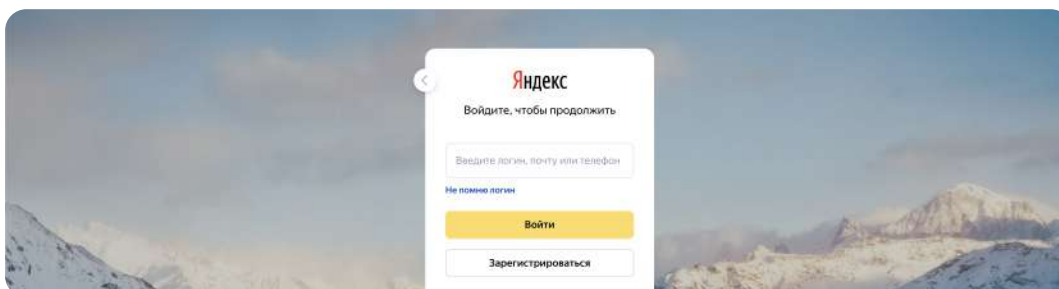 Яндекс
Войдите, чтобы продолжить
Введите логин, почту или телефон
Не помню логин
Войти
Зарегистрироваться